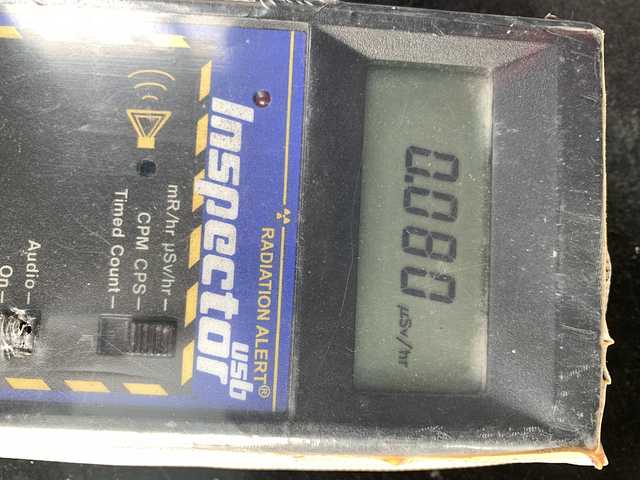 0.080
µSv/hr
RADIATION ALERT®
Inspector usb
mR/hr µSv/hr
CPM CPS
Timed Count
Audio
On